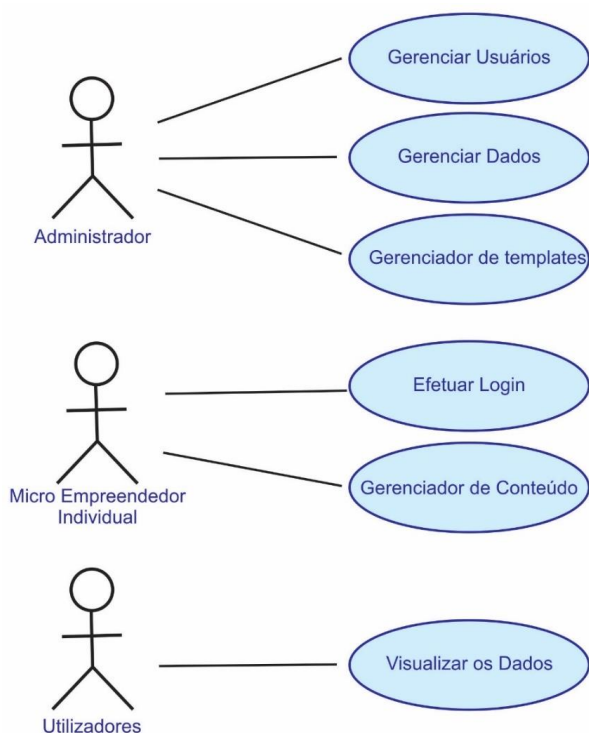 Gerenciar Usuários
Gerenciar Dados
Gerenciador de templates
Administrador
Efetuar Login
Gerenciador de Conteúdo
Micro Empreendedor
Individual
Visualizar os Dados
Utilizadores